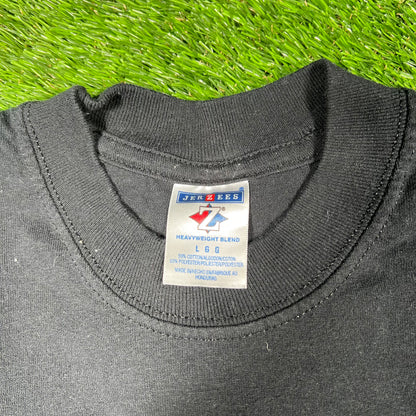 JERZEES
®
HEAVYWEIGHT BLEND
L G G
50% COTTON/ALGODON/COTON
50% POLYESTER/POLIESTER/POLYESTER
MADE IN/HECHO EN/FABRIQUE AU
HONDURAS